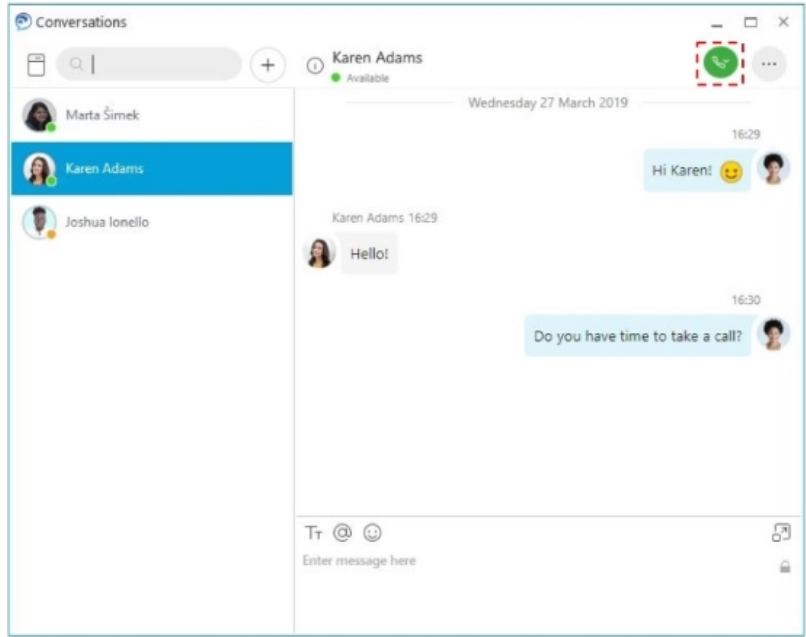 Conversations
Karen Adams
Available
Marta Šimek
Karen Adams
Joshua Ionello
Wednesday 27 March 2019
16:29
Hi Karen!
Karen Adams 16:29
Hello!
16:30
Do you have time to take a call?
Enter message here